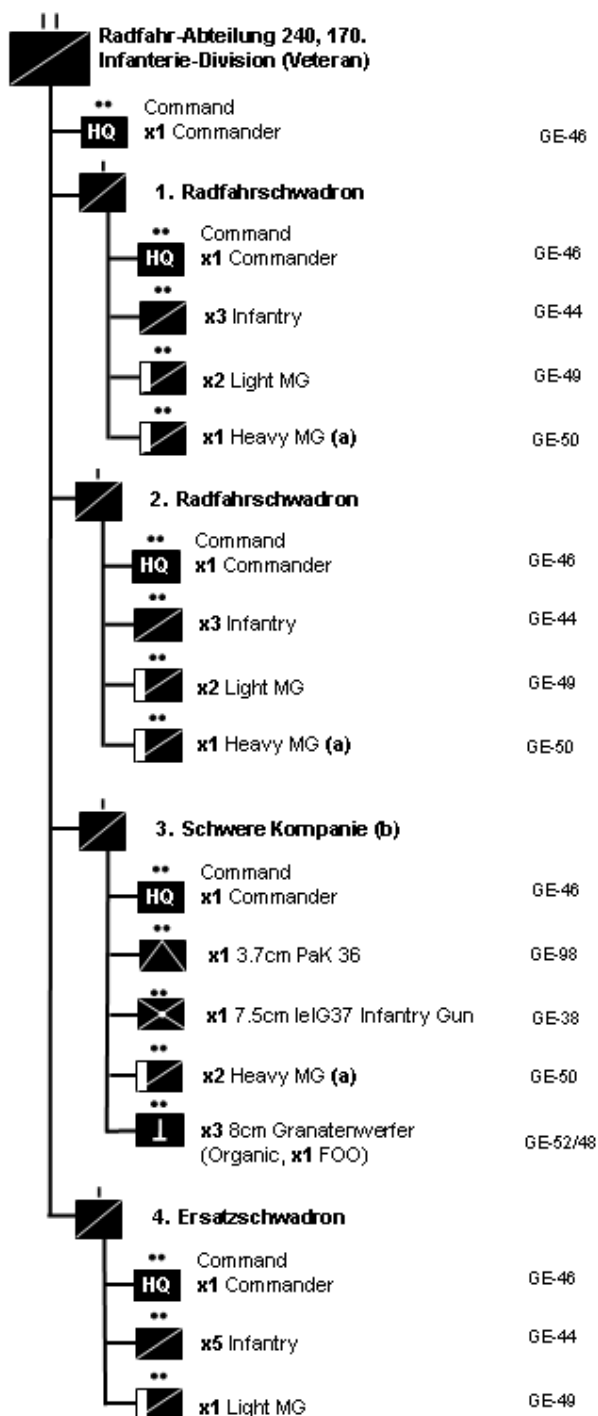 Radfahr-Abteilung 240, 170.
Infanterie-Division (Veteran)
Command
HQ x1 Commander GE-46
1. Radfahrschwadron
Command
HQ x1 Commander GE-46
x3 Infantry GE-44
x2 Light MG GE-49
x1 Heavy MG (a) GE-50
2. Radfahrschwadron
Command
HQ x1 Commander GE-46
x3 Infantry GE-44
x2 Light MG GE-49
x1 Heavy MG (a) GE-50
3. Schwere Kompanie (b)
Command
HQ x1 Commander GE-46
x1 3.7cm PaK 36 GE-98
x1 7.5cm leIG37 Infantry Gun GE-38
x2 Heavy MG (a) GE-50
x3 8cm Granatenwerfer
(Organic, x1 FOO) GE-52/48
4. Ersatzschwadron
Command
HQ x1 Commander GE-46
x5 Infantry GE-44
x1 Light MG GE-49